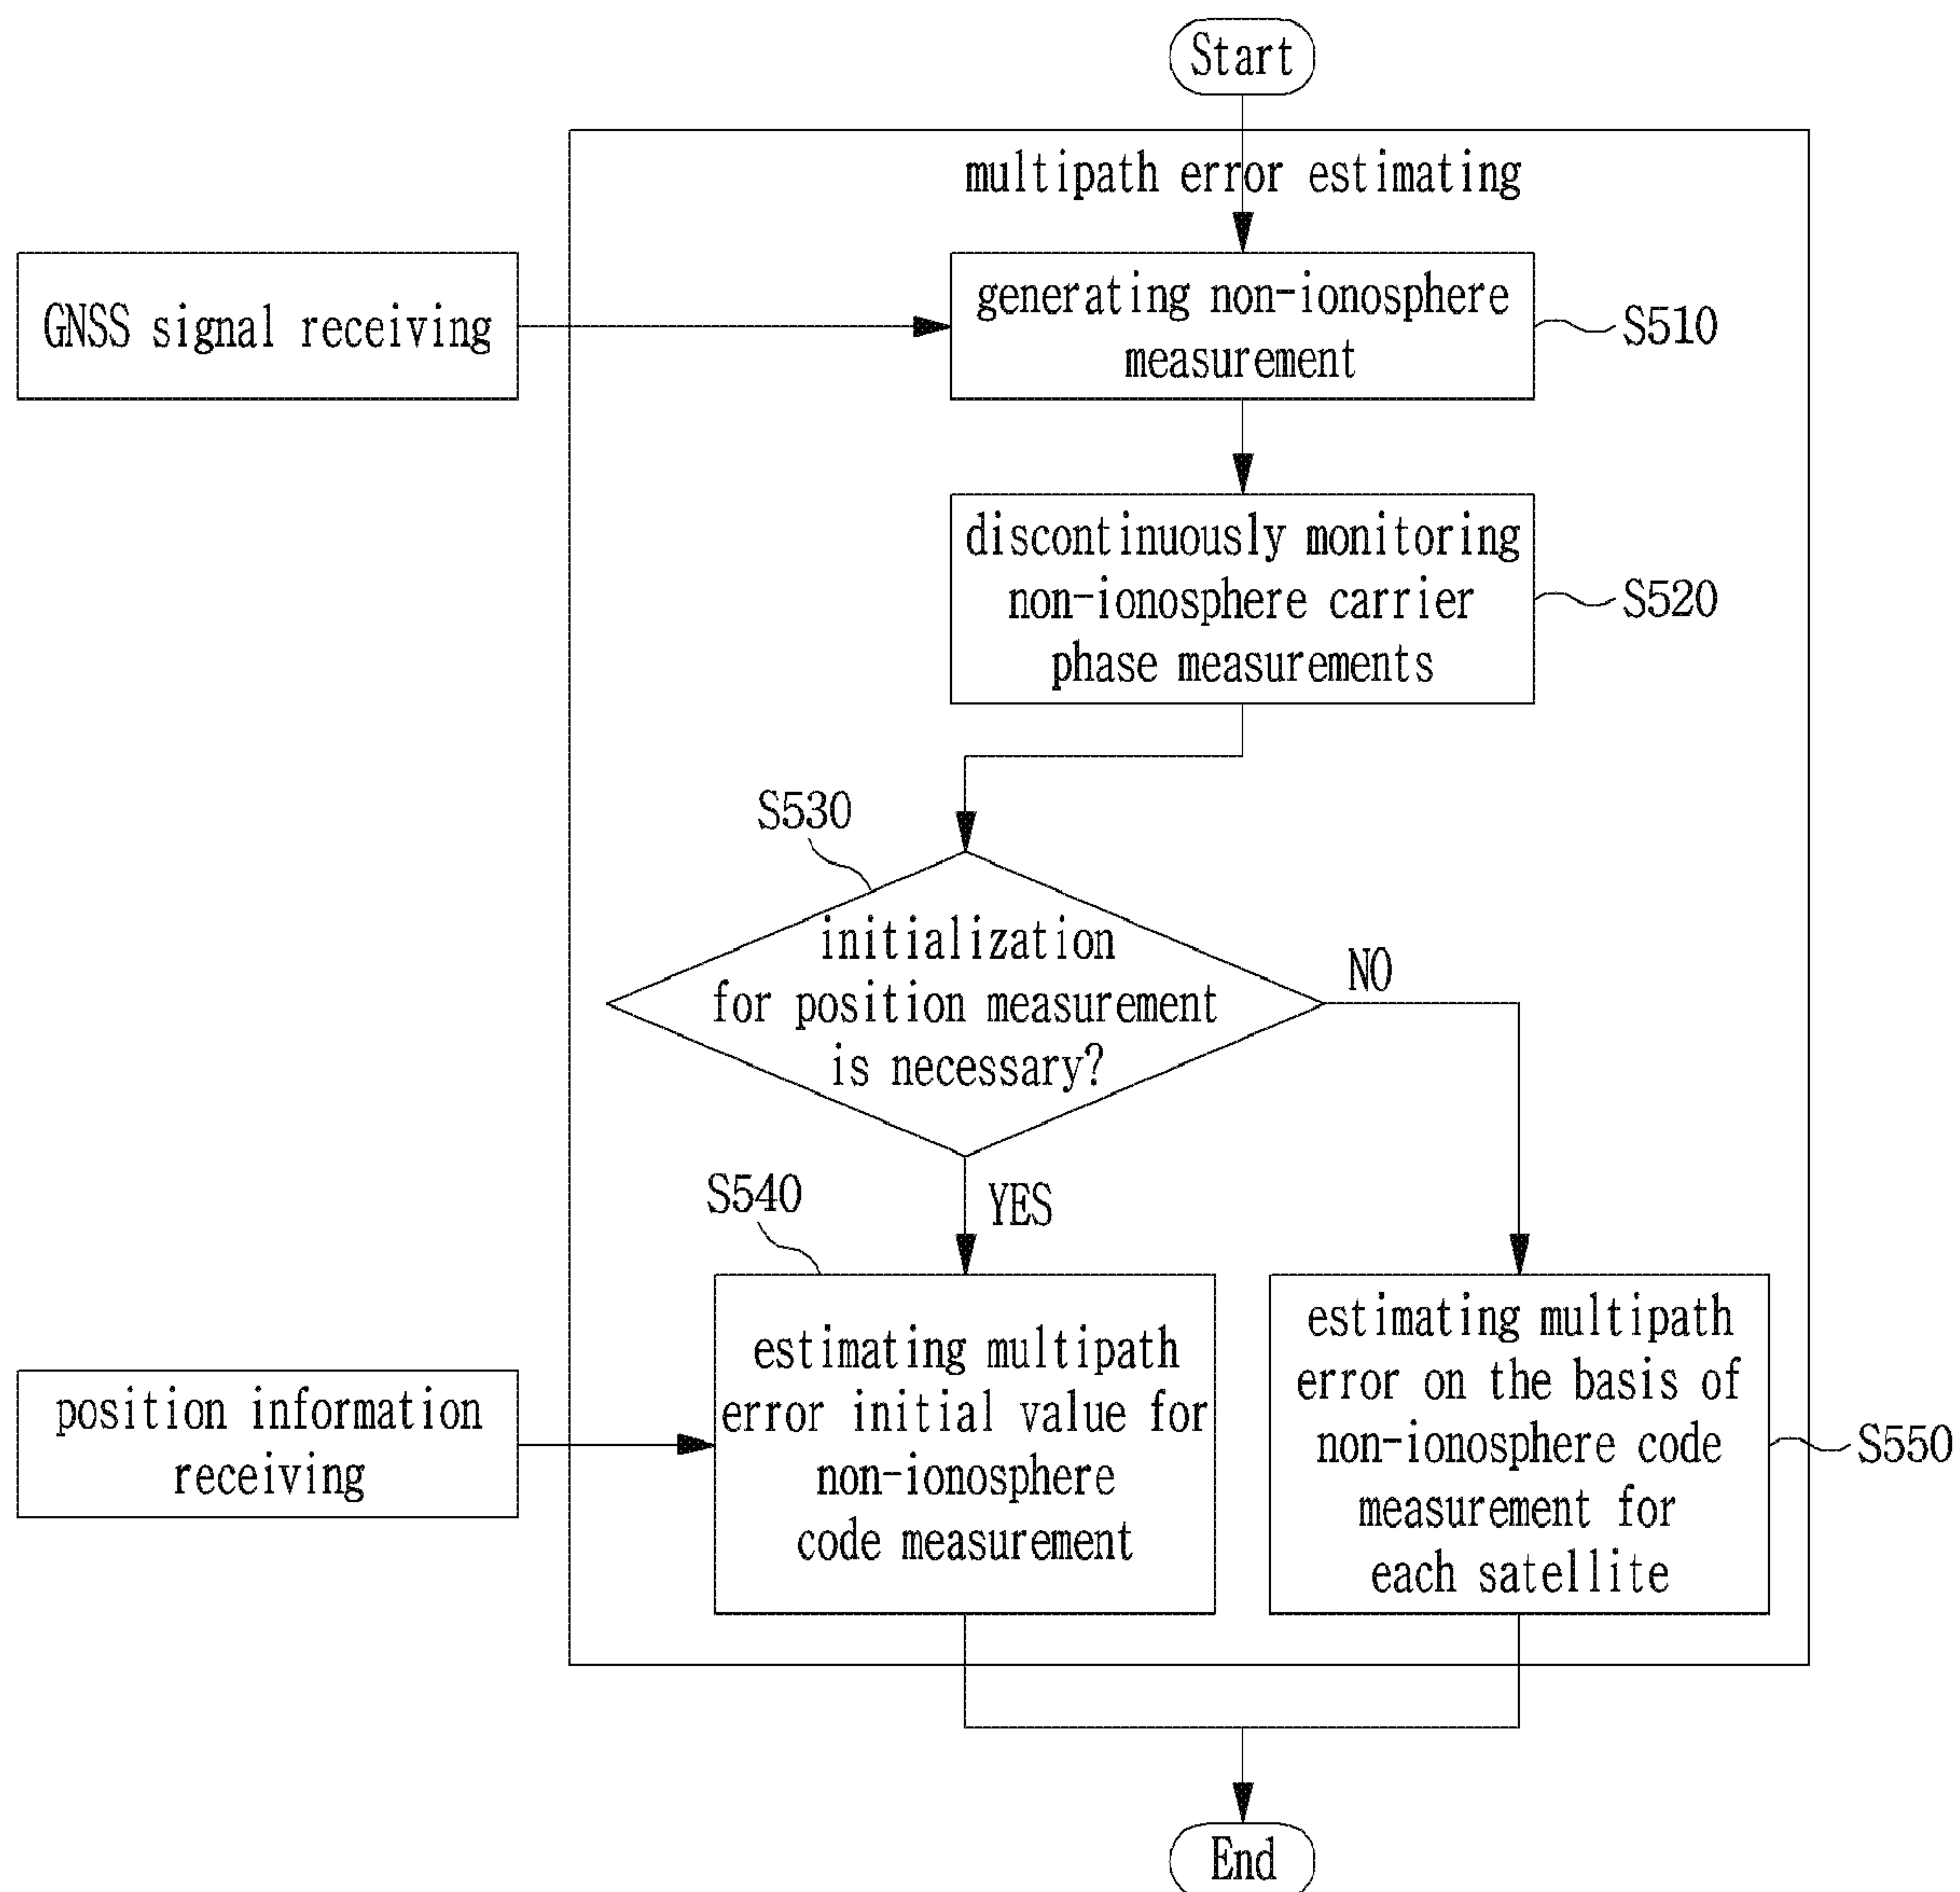 Start
multipath error estimating
GNSS signal receiving
generating non-ionosphere
measurement
S510
discontinuously monitoring
non-ionosphere carrier
phase measurements
S520
S530
initialization
for position measurement
is necessary?
NO
YES
S540
estimating multipath
error initial value for
non-ionosphere
code measurement
estimating multipath
error on the basis of
non-ionosphere code
measurement for
each satellite
S550
position information
receiving
End